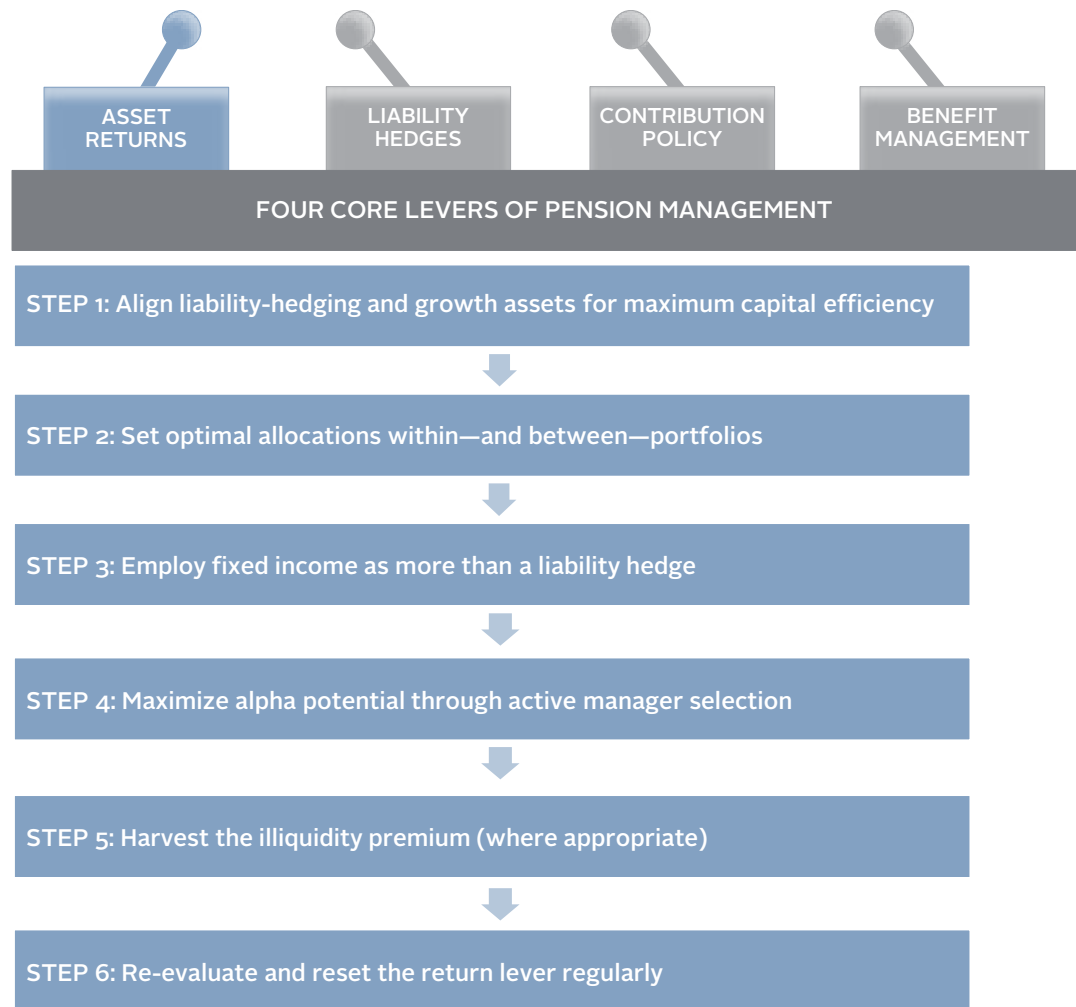 ASSET
RETURNS
LIABILITY
HEDGES
CONTRIBUTION
POLICY
BENEFIT
MANAGEMENT
FOUR CORE LEVERS OF PENSION MANAGEMENT
STEP 1: Align liability-hedging and growth assets for maximum capital efficiency
STEP 2: Set optimal allocations within—and between—portfolios
STEP 3: Employ fixed income as more than a liability hedge
STEP 4: Maximize alpha potential through active manager selection
STEP 5: Harvest the illiquidity premium (where appropriate)
STEP 6: Re-evaluate and reset the return lever regularly